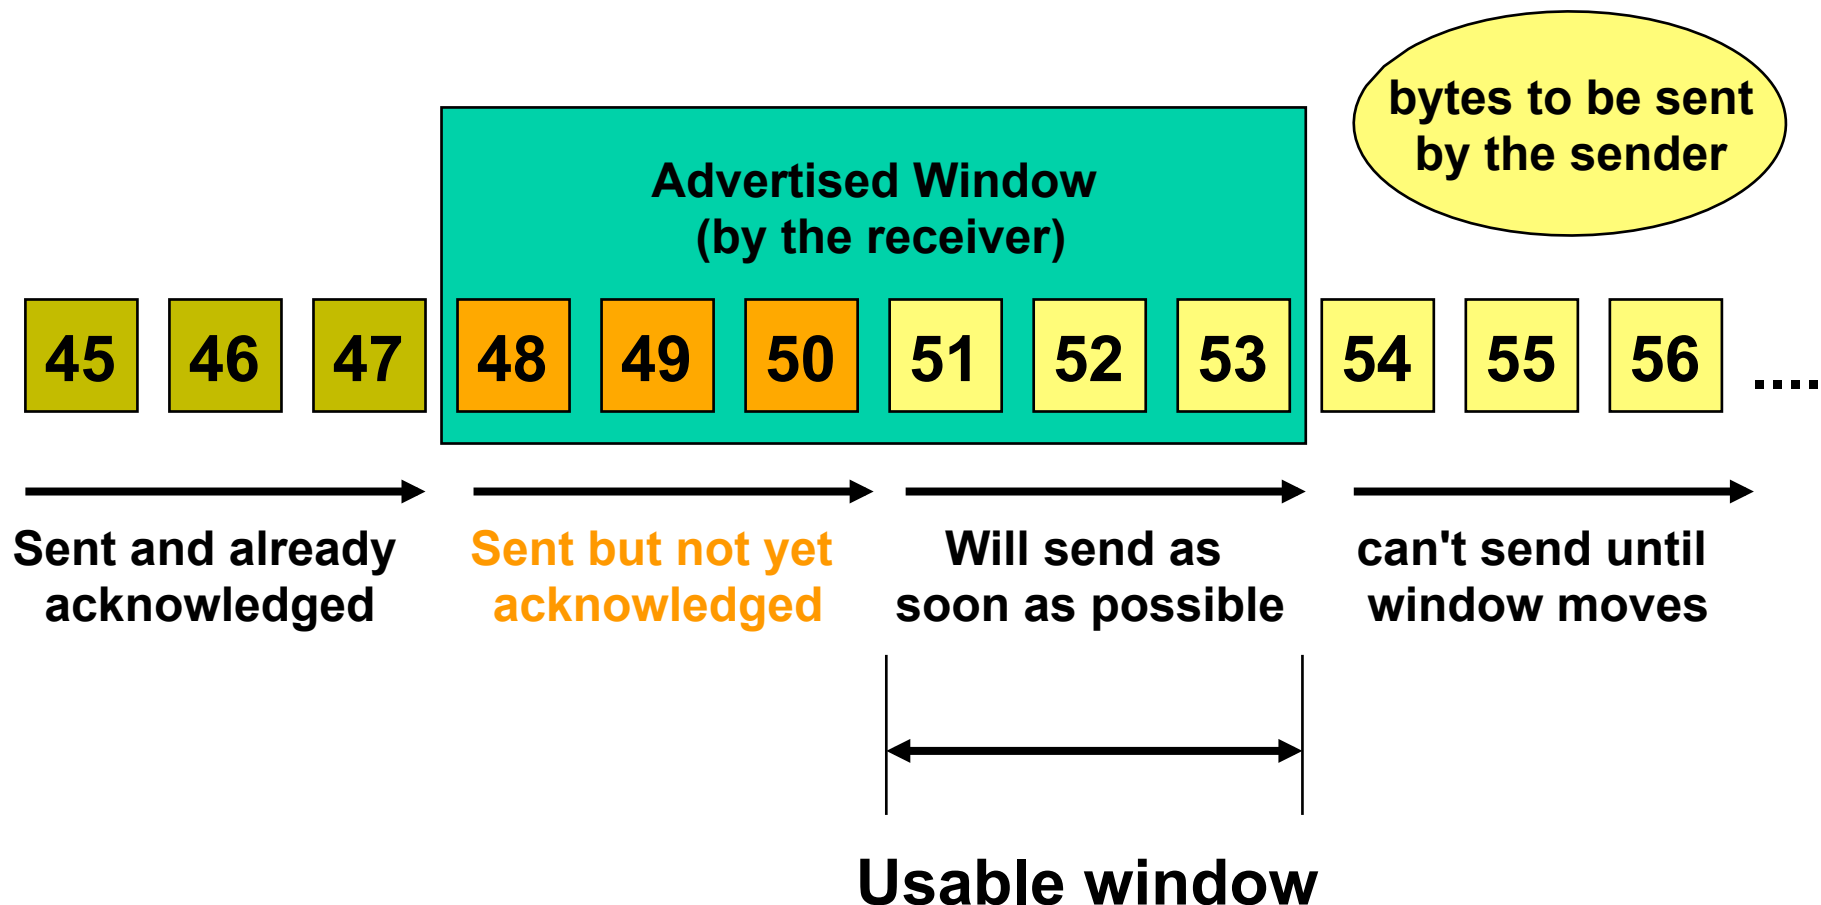 bytes to be sent
by the sender
Advertised Window
(by the receiver)
45 46 47 48 49 50 51 52 53 54 55 56 ....
Sent and already
acknowledged
Sent but not yet
acknowledged
Will send as
soon as possible
can't send until
window moves
Usable window